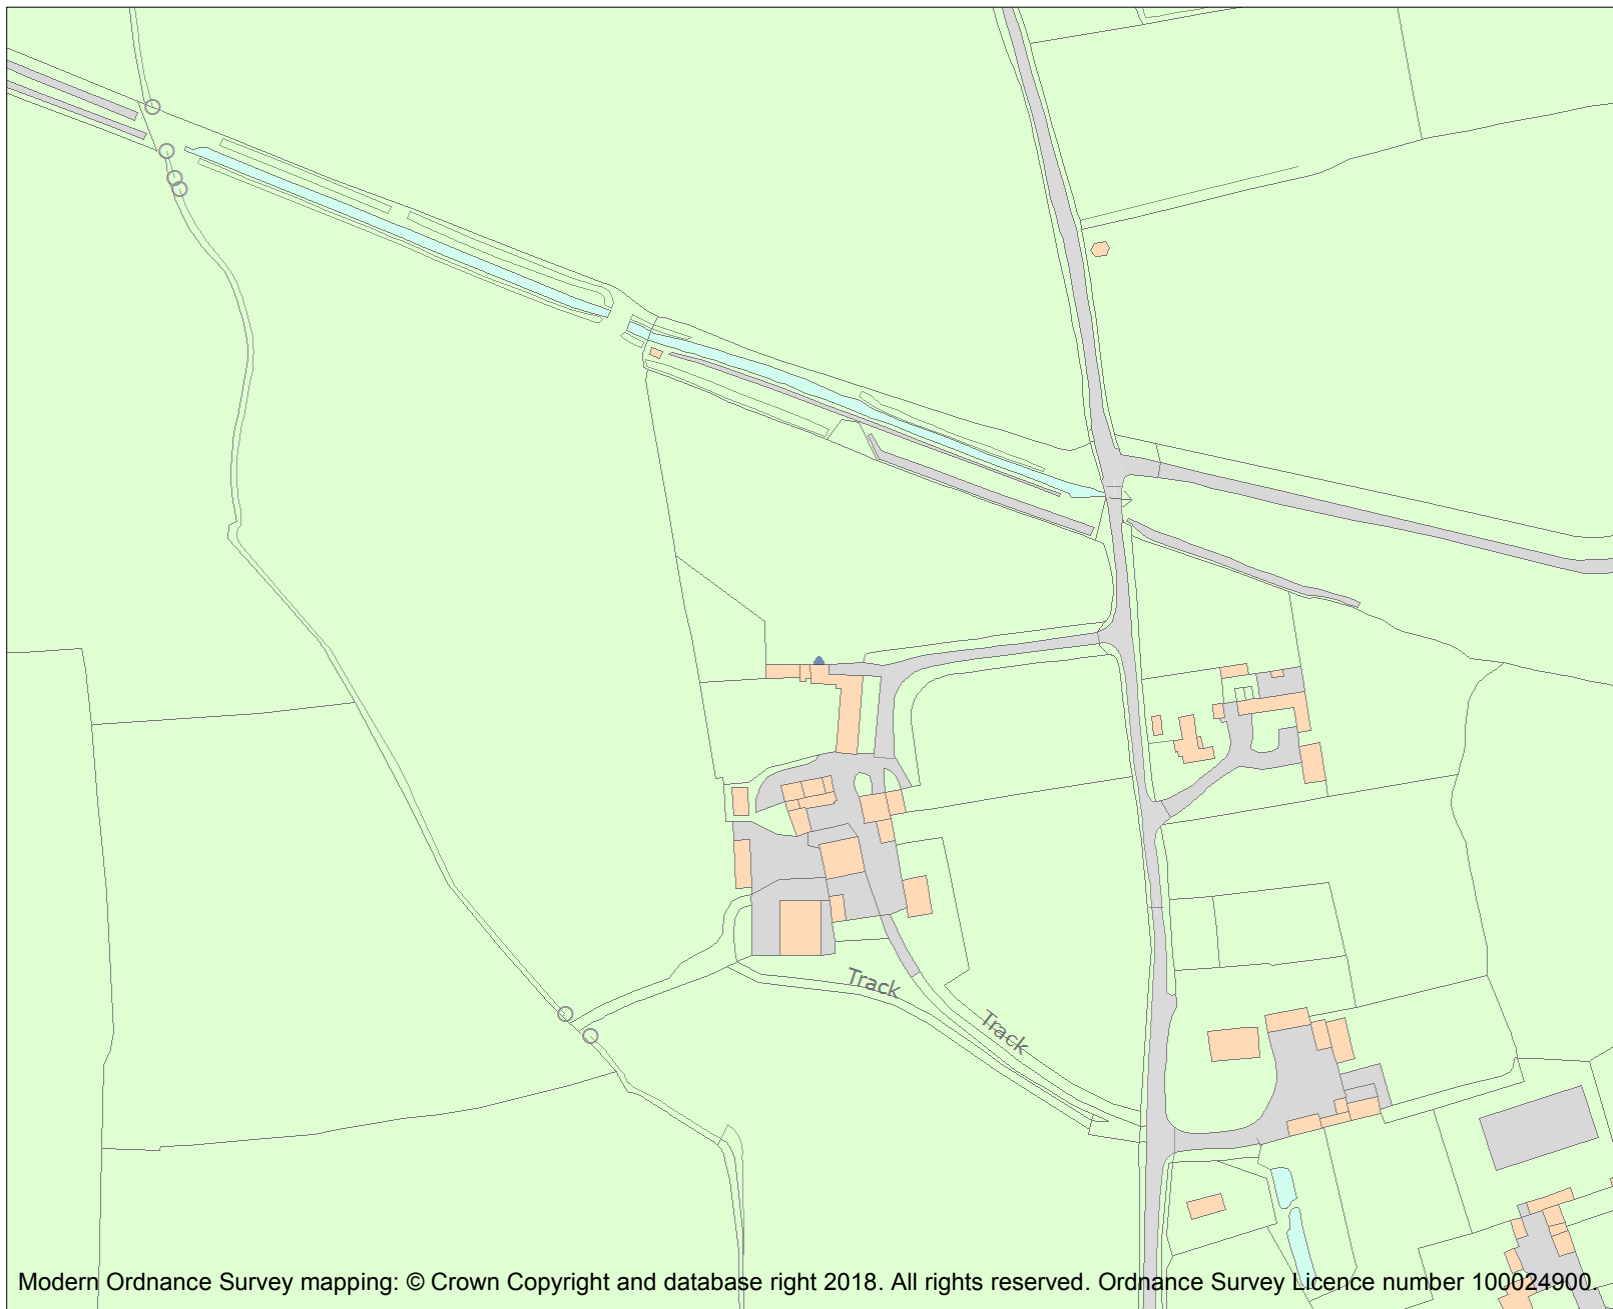 Track
Track
Modern Ordnance Survey mapping: © Crown Copyright and database right 2018. All rights reserved. Ordnance Survey Licence number 100024900.